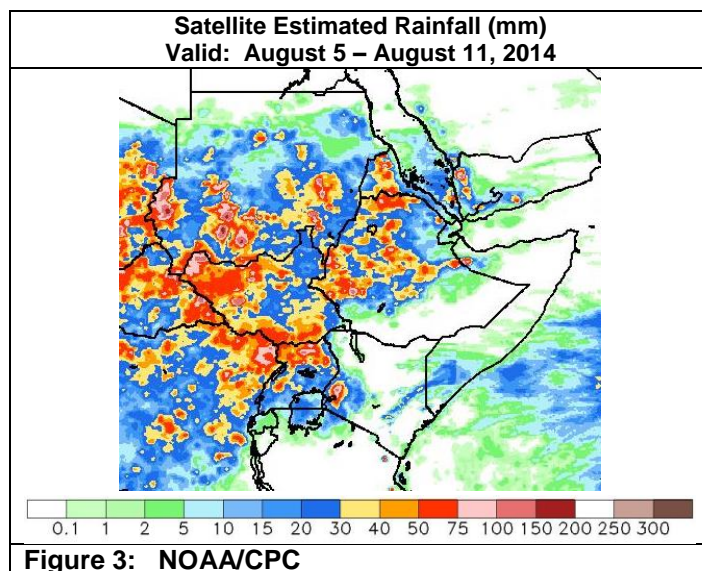 Satellite Estimated Rainfall (mm)
Valid: August 5 – August 11, 2014
0.1 1 2 5 10 15 20 30 40 50 75 100 150 200 250 300
Figure 3: NOAA/CPC